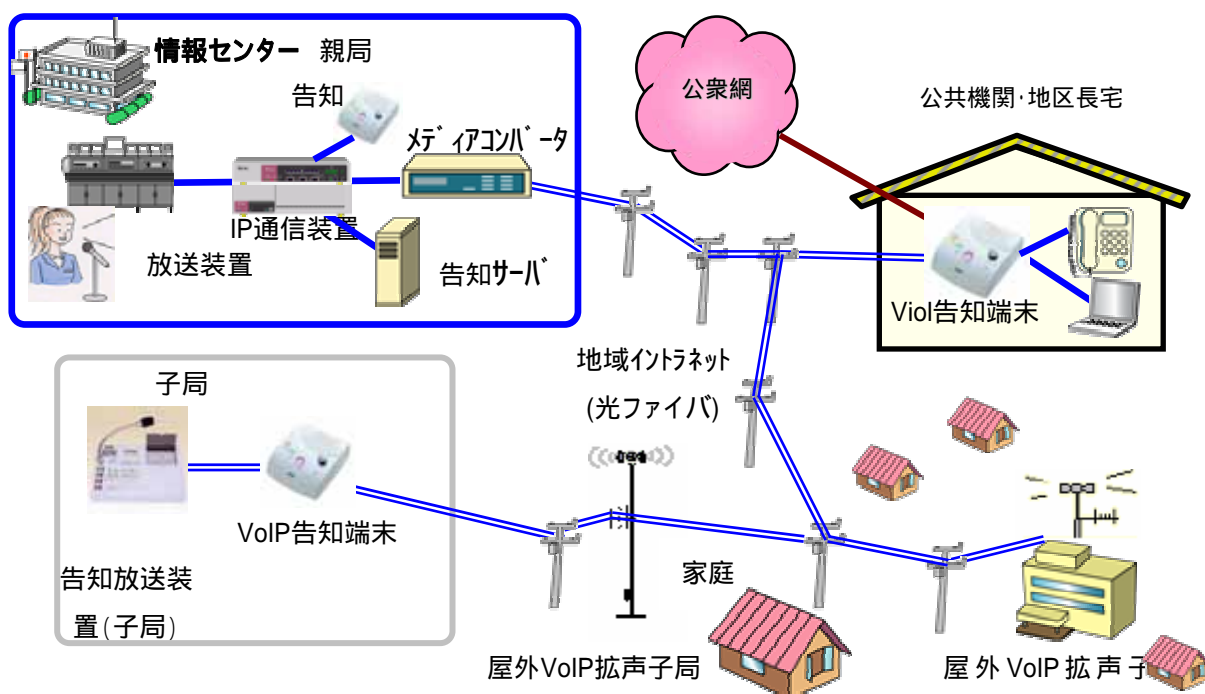 情報センター 親局
告知
メディアコンバータ
IP通信装置
放送装置
告知サーバ
公衆網
公共機関・地区長宅
Viol告知端末
地域イントラネット
(光ファイバ)
子局
VoIP告知端末
告知放送装
置(子局)
家庭
屋外VoIP拡声子局
屋外VoIP拡声子